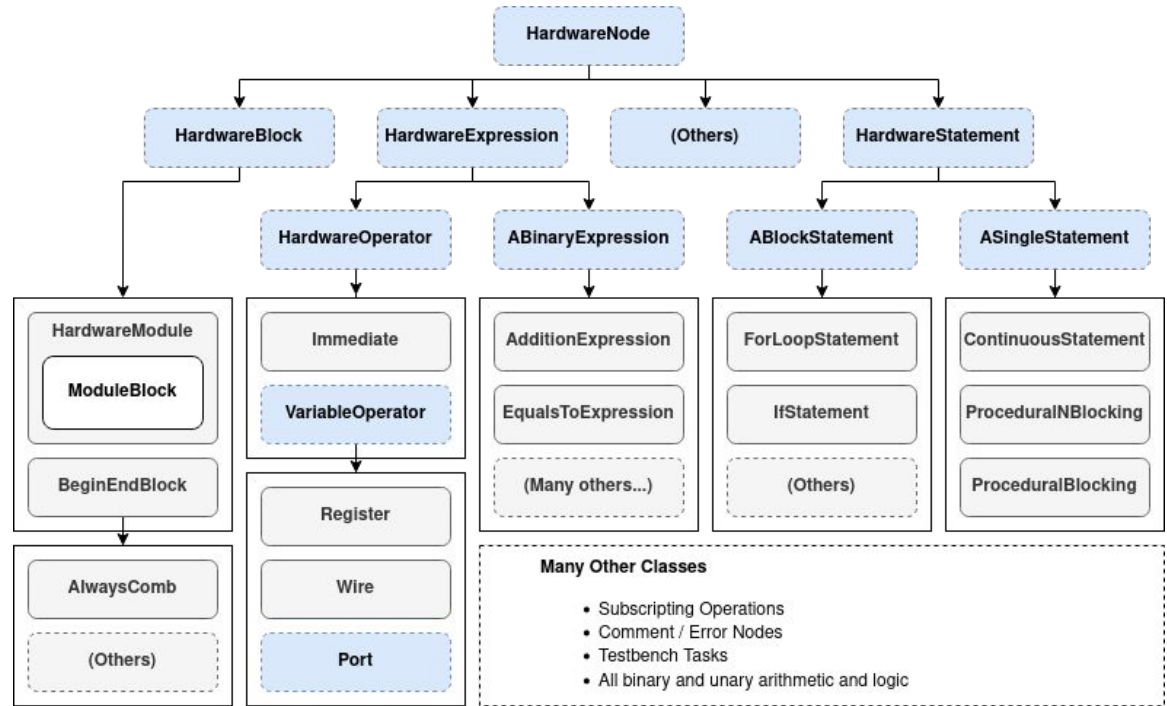 HardwareNode
HardwareBlock
HardwareExpression
(Others)
HardwareStatement
HardwareOperator
ABinaryExpression
ABlockStatement
ASingleStatement
HardwareModule
ModuleBlock
BeginEndBlock
Immediate
VariableOperator
AdditionExpression
EqualsToExpression
(Many others...)
ForLoopStatement
IfStatement
(Others)
ContinuousStatement
ProceduralNBlocking
ProceduralBlocking
AlwaysComb
(Others)
Register
Wire
Port
Many Other Classes
• Subscripting Operations
• Comment / Error Nodes
• Testbench Tasks
• All binary and unary arithmetic and logic